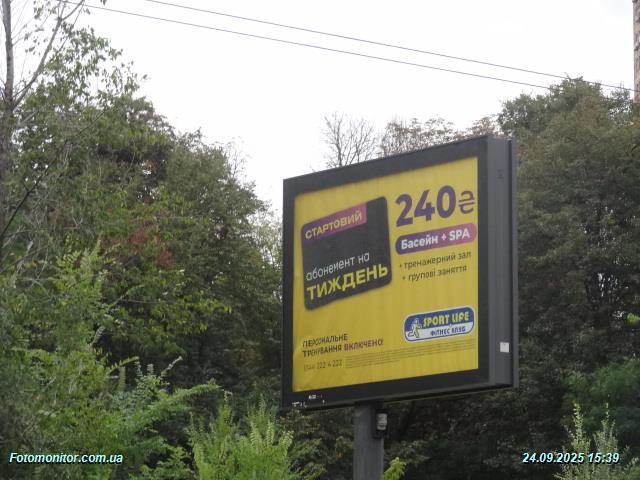 СТАРТОВИЙ
абонемент на
ТИЖДЕНЬ
240₴
Басейн + SPA
+ тренажерний зал
+ групові заняття
SPORT LIFE
ФІТНЕС КЛУБ
ПЕРСОНАЛЬНЕ
ТРЕНУВАННЯ ВКЛЮЧЕНО!
Fotomonitor.com.ua
24.09.2025 15:39